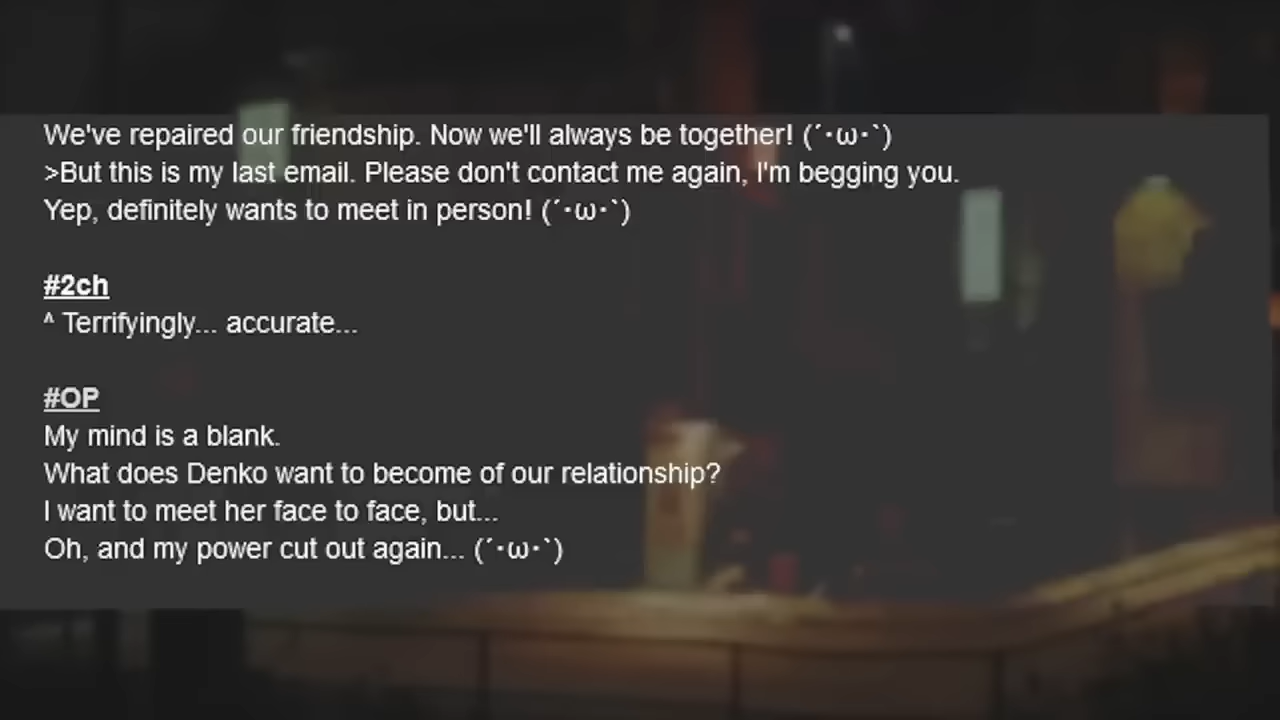 We've repaired our friendship. Now we'll always be together! (´･ω･`)
>But this is my last email. Please don't contact me again, I'm begging you.
Yep, definitely wants to meet in person! (´･ω･`)
#2ch
^ Terrifyingly... accurate...
#OP
My mind is a blank.
What does Denko want to become of our relationship?
I want to meet her face to face, but...
Oh, and my power cut out again... (´･ω･`)